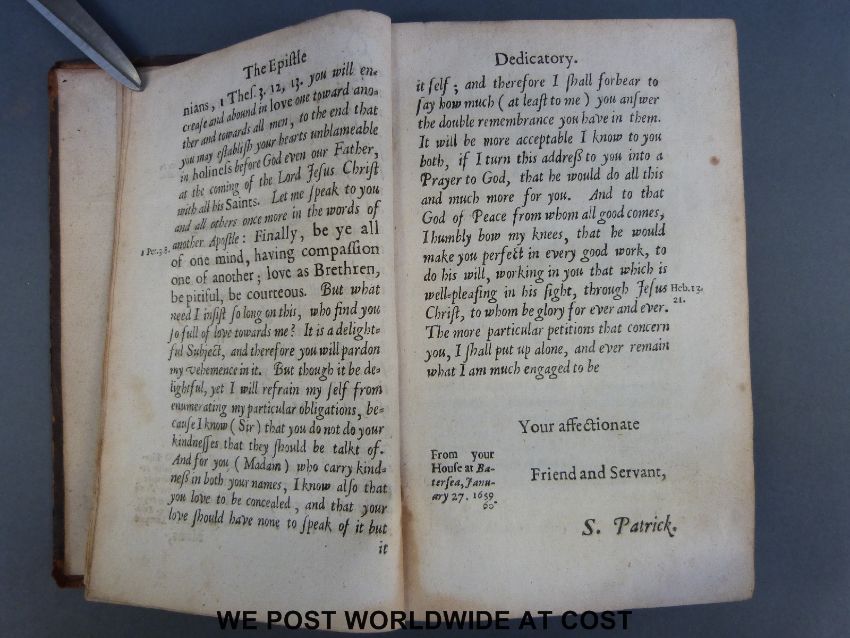 The Epiſtle
nians, 1 Theſ. 3. 12, 13. you will en-
creaſe and abound in love one toward ano-
ther and towards all men, to the end that
you may eſtabliſh your hearts unblameable
in holineſs before God even our Father,
at the coming of the Lord Jeſus Chriſt
with all his Saints. Let me ſpeak to you
and all others once more in the words of
1 Pet. 3. 8.
another Apoſtle: Finally, be ye all
of one mind, having compaſſion
one of another; love as Brethren,
be pitiful, be courteous. But what
need I inſiſt ſo long on this, who find you
ſo full of love towards me? It is a delight-
ful Subject, and therefore you will pardon
my vehemence in it. But though it be de-
lightful, yet I will refrain my ſelf from
enumerating my particular obligations, be-
cauſe I know (Sir) that you do not do your
kindneſſes that they ſhould be talkt of.
And for you (Madam) who carry kind-
neſs in both your names, I know alſo that
you love to be concealed, and that your
love ſhould have none to ſpeak of it but
it
Dedicatory.
it ſelf; and therefore I ſhall forbear to
ſay how much (at leaſt to me) you anſwer
the double remembrance you have in them.
It will be more acceptable I know to you
both, if I turn this addreſs to you into a
Prayer to God, that he would do all this
and much more for you. And to that
God of Peace from whom all good comes,
I humbly bow my knees, that he would
make you perfect in every good work, to
do his will, working in you that which is
well-pleaſing in his ſight, through Jeſus
Heb. 13.
21.
Chriſt, to whom be glory for ever and ever.
The more particular petitions that concern
you, I ſhall put up alone, and ever remain
what I am much engaged to be
Your affectionate
From your
Houſe at Ba-
terſea, Janu-
ary 27. 1659
60.
Friend and Servant,
S. Patrick.
WE POST WORLDWIDE AT COST